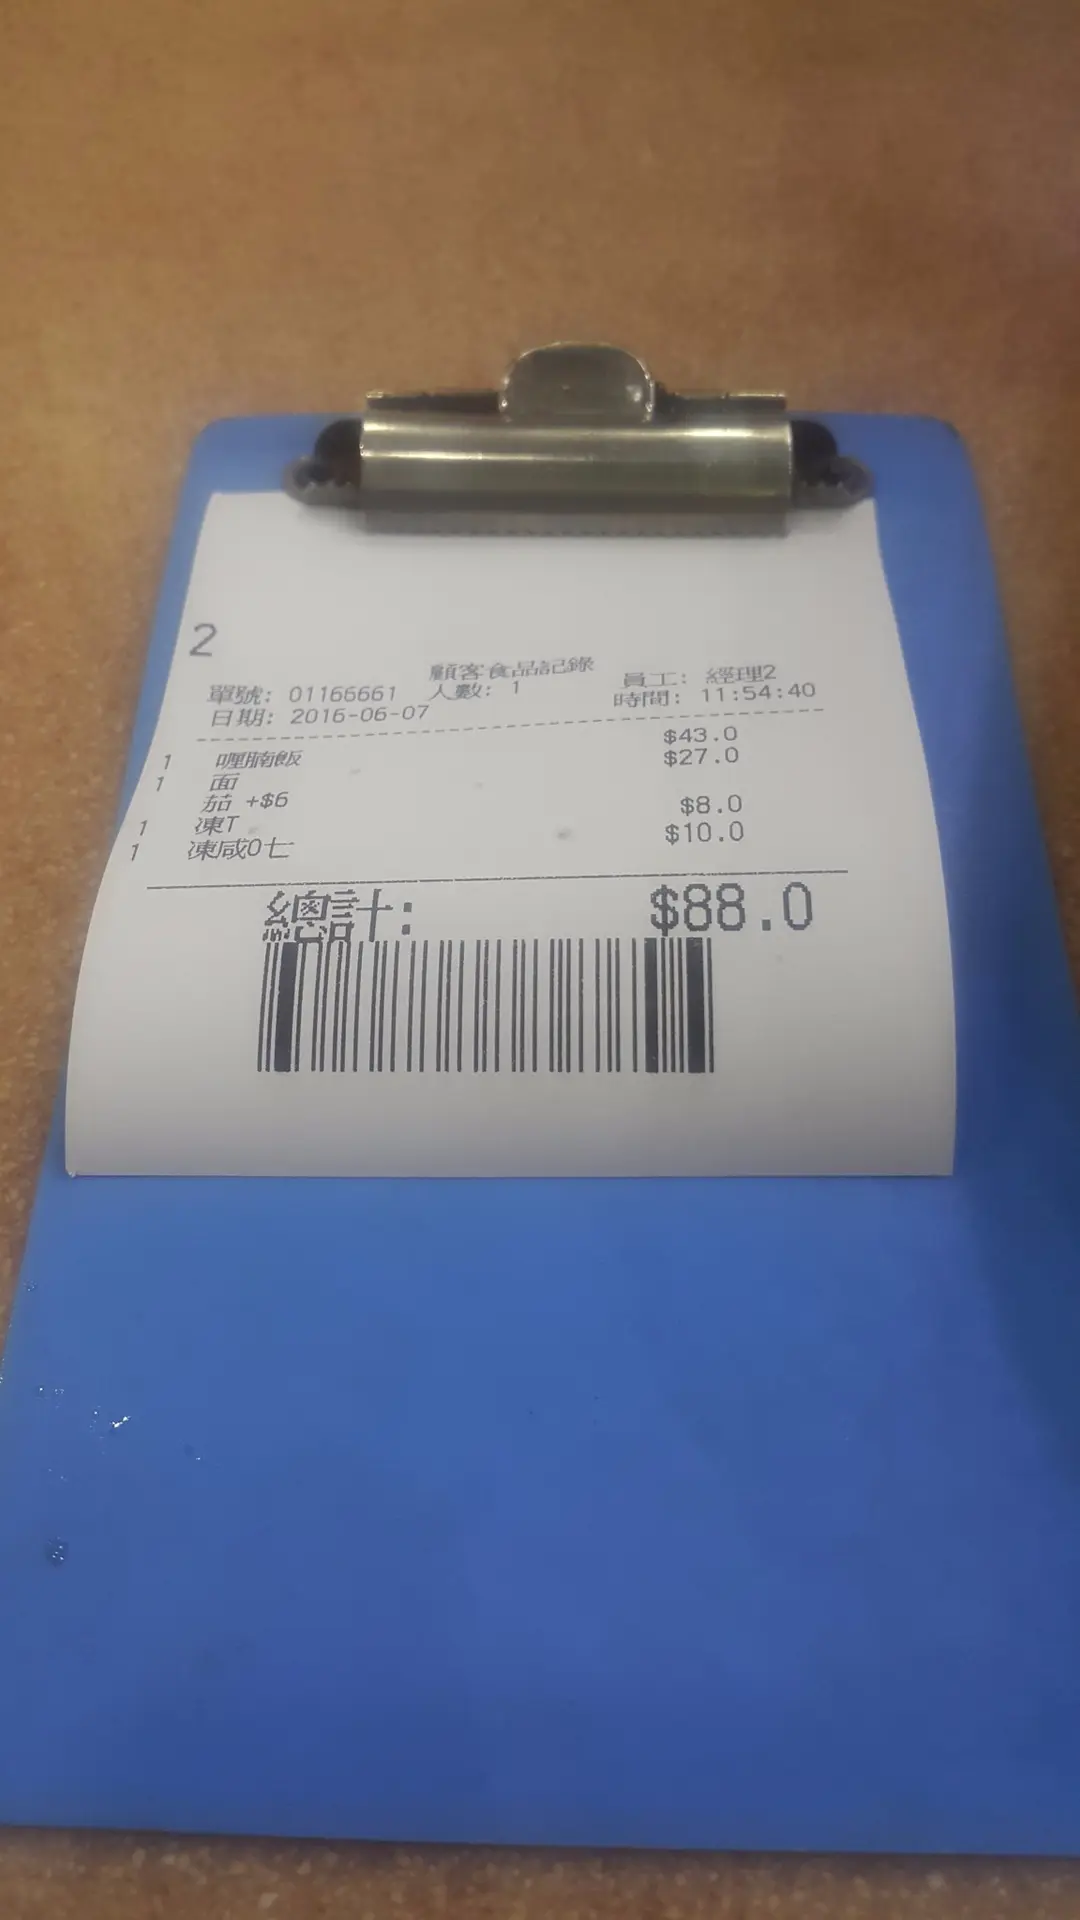 2
顧客食品記錄
單號: 01166661 人數: 1 員工: 經理2
日期: 2016-06-07 時間: 11:54:40
1 喱腩飯 $43.0
1 面 $27.0
茄 +$6
1 凍T $8.0
1 凍咸0七 $10.0
總計: $88.0